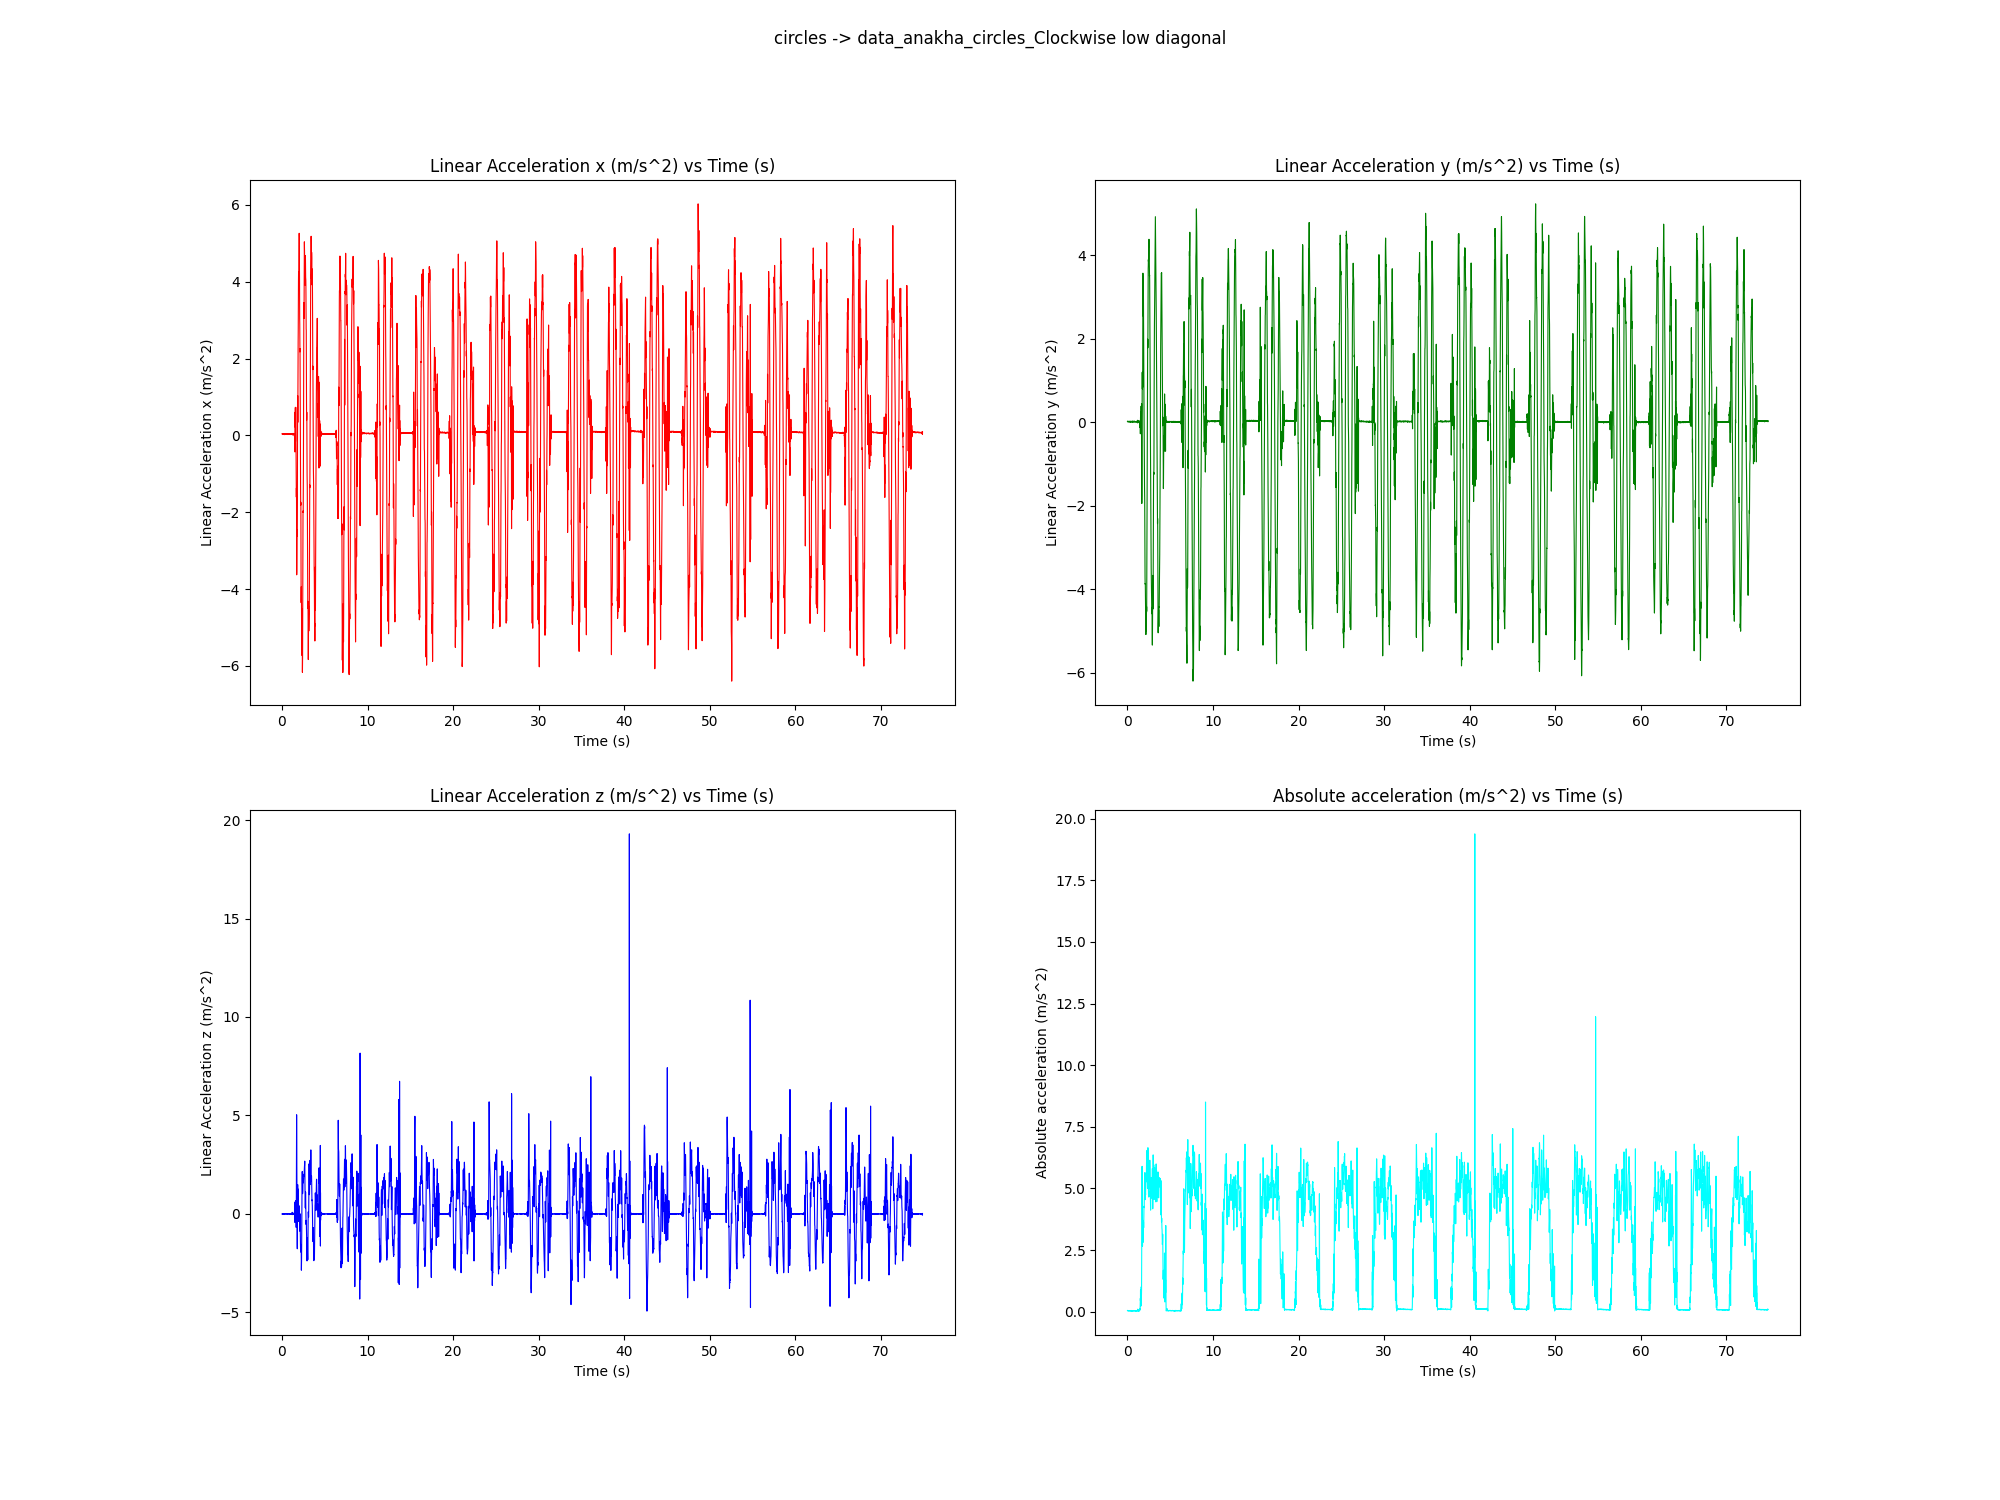 circles -> data_anakha_circles_Clockwise low diagonal
Linear Acceleration x (m/s^2) vs Time (s)
Linear Acceleration x (m/s^2)
6
4
2
0
−2
−4
−6
0 10 20 30 40 50 60 70
Time (s)
Linear Acceleration y (m/s^2) vs Time (s)
Linear Acceleration y (m/s^2)
4
2
0
−2
−4
−6
0 10 20 30 40 50 60 70
Time (s)
Linear Acceleration z (m/s^2) vs Time (s)
Linear Acceleration z (m/s^2)
20
15
10
5
0
−5
0 10 20 30 40 50 60 70
Time (s)
Absolute acceleration (m/s^2) vs Time (s)
Absolute acceleration (m/s^2)
20.0
17.5
15.0
12.5
10.0
7.5
5.0
2.5
0.0
0 10 20 30 40 50 60 70
Time (s)